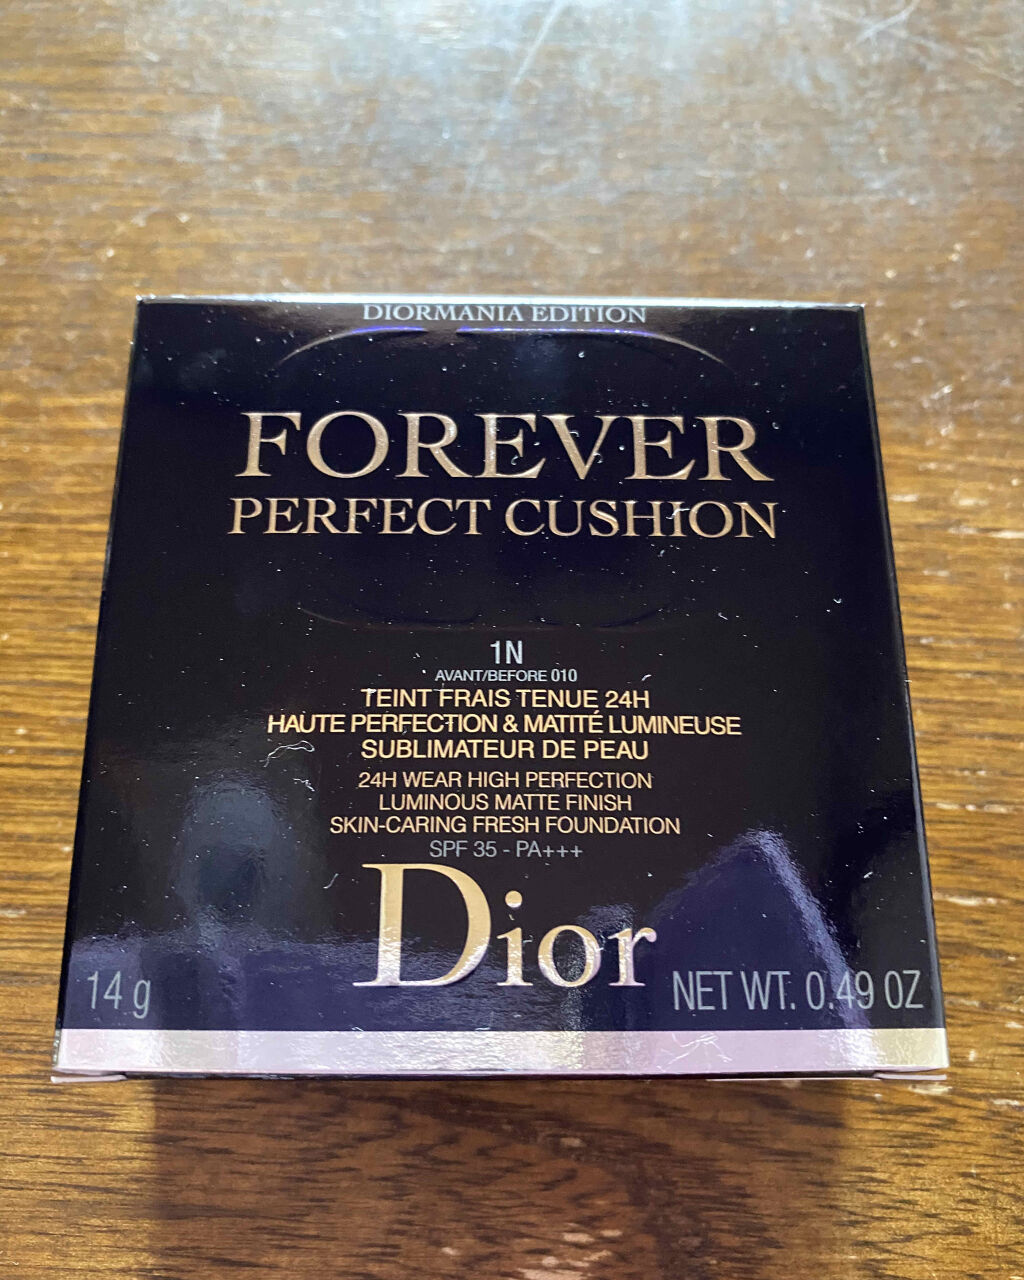 DIORMANIA EDITION
FOREVER
PERFECT CUSHION
1N
AVANT/BEFORE 010
TEINT FRAIS TENUE 24H
HAUTE PERFECTION & MATITÉ LUMINEUSE
SUBLIMATEUR DE PEAU
24H WEAR HIGH PERFECTION
LUMINOUS MATTE FINISH
SKIN-CARING FRESH FOUNDATION
SPF 35 - PA+++
Dior
14 g
NET WT. 0.49 OZ